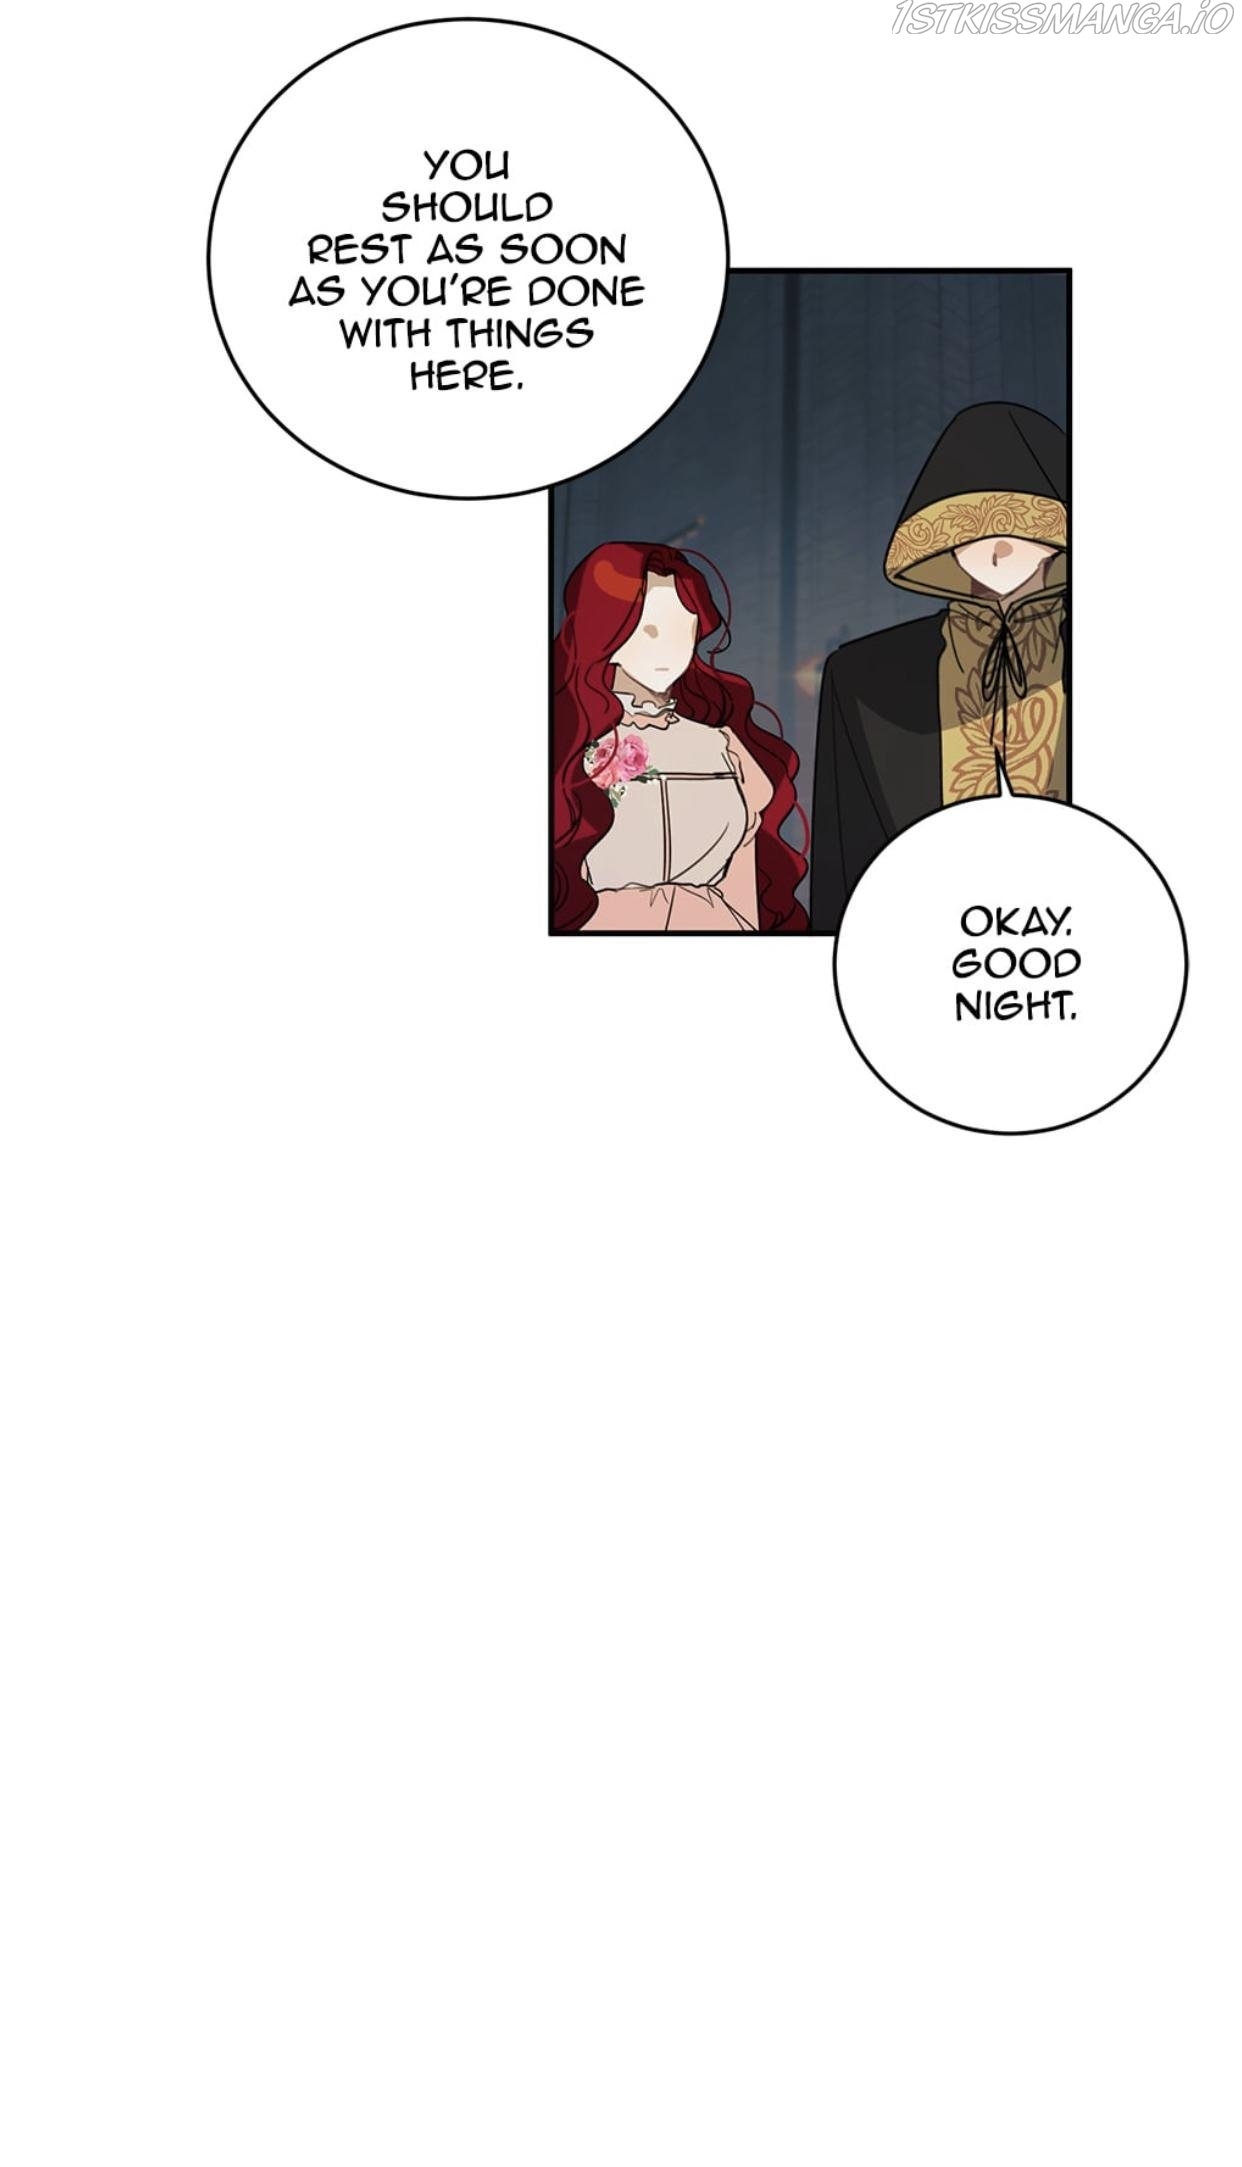 1STKISSMANGA.IO
YOU
SHOULD
REST AS SOON
AS YOU'RE DONE
WITH THINGS
HERE.
OKAY.
GOOD
NIGHT.